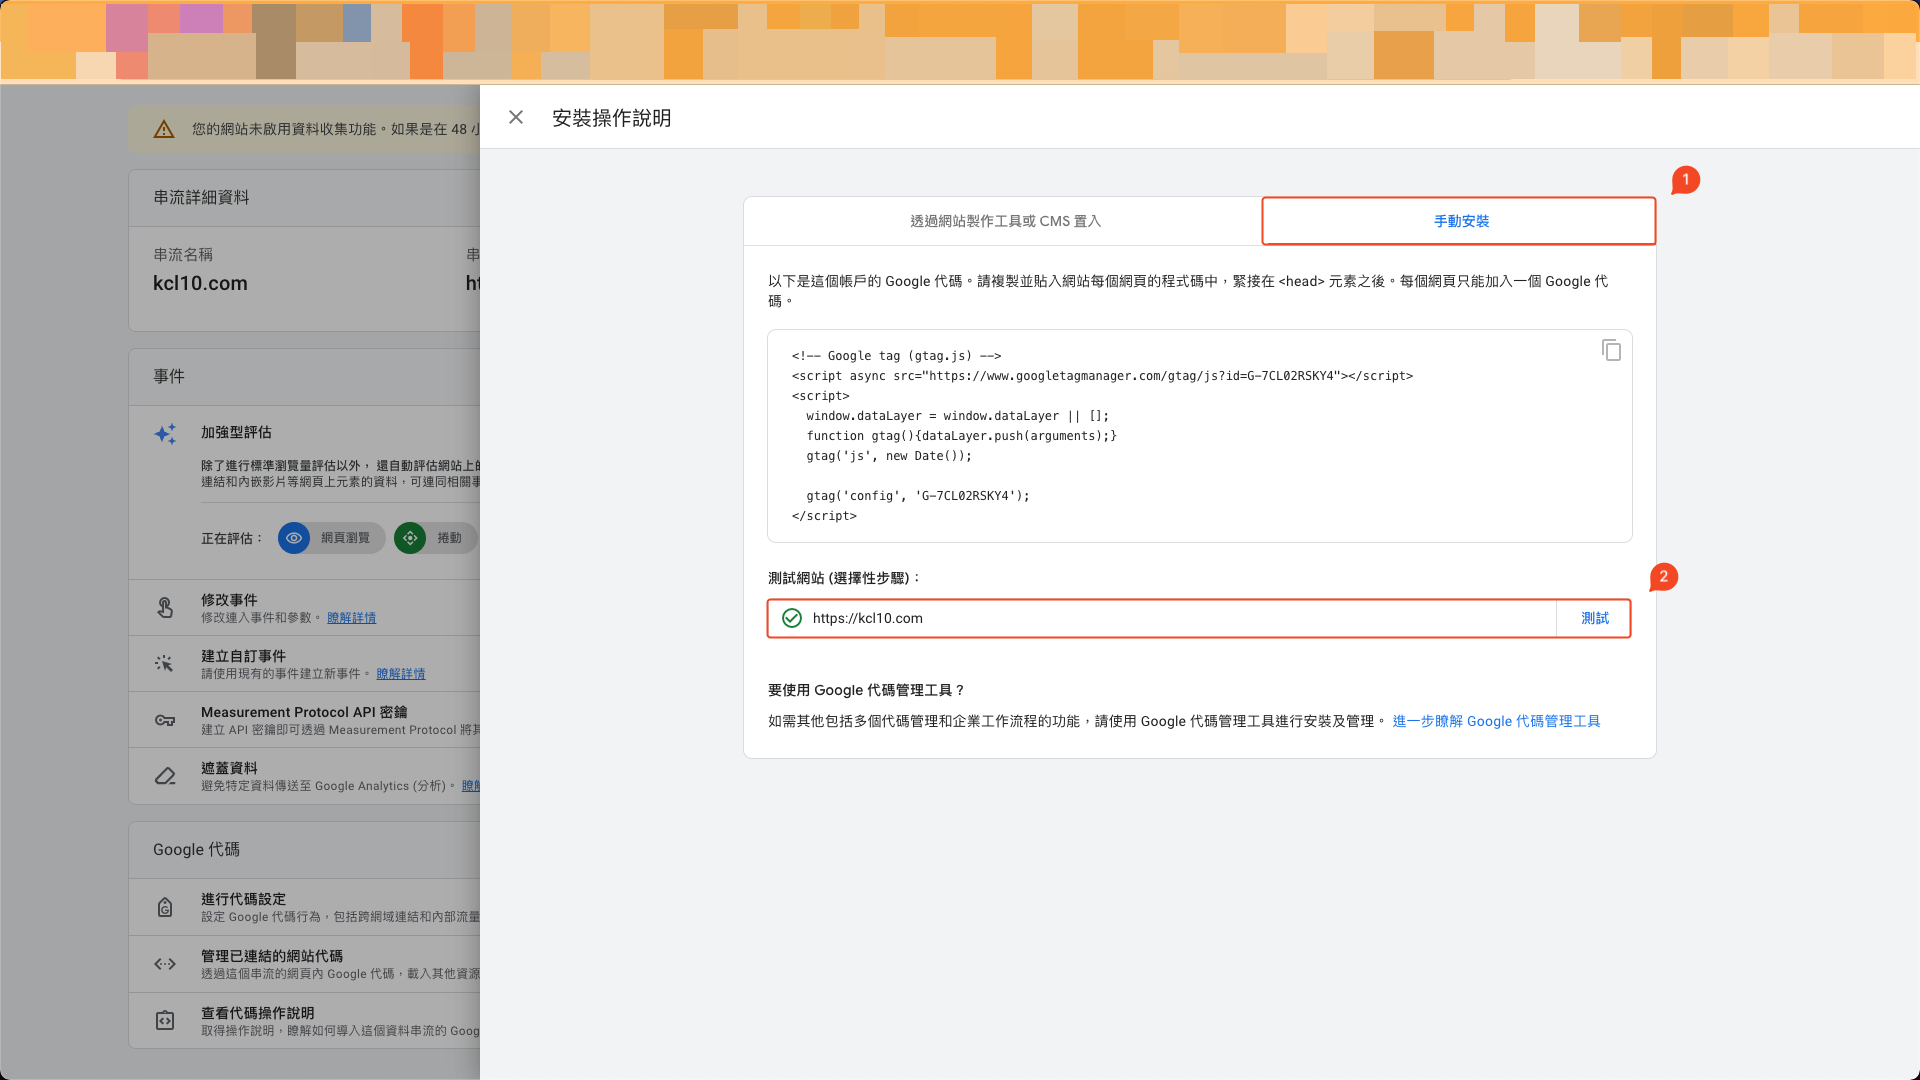 您的網站未啟用資料收集功能。如果是在 48 小
串流詳細資料
串流名稱
串
kcl10.com
ht
事件
加強型評估
除了進行標準瀏覽量評估以外， 還自動評估網站上的
連結和內嵌影片等網頁上元素的資料，可連同相關事
正在評估：
網頁瀏覽
捲動
修改事件
修改連入事件和參數。 瞭解詳情
建立自訂事件
請使用現有的事件建立新事件。 瞭解詳情
Measurement Protocol API 密鑰
建立 API 密鑰即可透過 Measurement Protocol 將其
遮蓋資料
避免特定資料傳送至 Google Analytics (分析)。 瞭解
Google 代碼
進行代碼設定
設定 Google 代碼行為，包括跨網域連結和內部流量
管理已連結的網站代碼
透過這個串流的網頁內 Google 代碼，載入其他資源
查看代碼操作說明
取得操作說明，瞭解如何導入這個資料串流的 Goog
安裝操作說明
1
透過網站製作工具或 CMS 置入
手動安裝
以下是這個帳戶的 Google 代碼。請複製並貼入網站每個網頁的程式碼中，緊接在 <head> 元素之後。每個網頁只能加入一個 Google 代
碼。
<!-- Google tag (gtag.js) -->
<script async src="https://www.googletagmanager.com/gtag/js?id=G-7CL02RSKY4"></script>
<script>
window.dataLayer = window.dataLayer || [];
function gtag(){dataLayer.push(arguments);}
gtag('js', new Date());
gtag('config', 'G-7CL02RSKY4');
</script>
測試網站 (選擇性步驟)：
2
https://kcl10.com
測試
要使用 Google 代碼管理工具？
如需其他包括多個代碼管理和企業工作流程的功能，請使用 Google 代碼管理工具進行安裝及管理。 進一步瞭解 Google 代碼管理工具